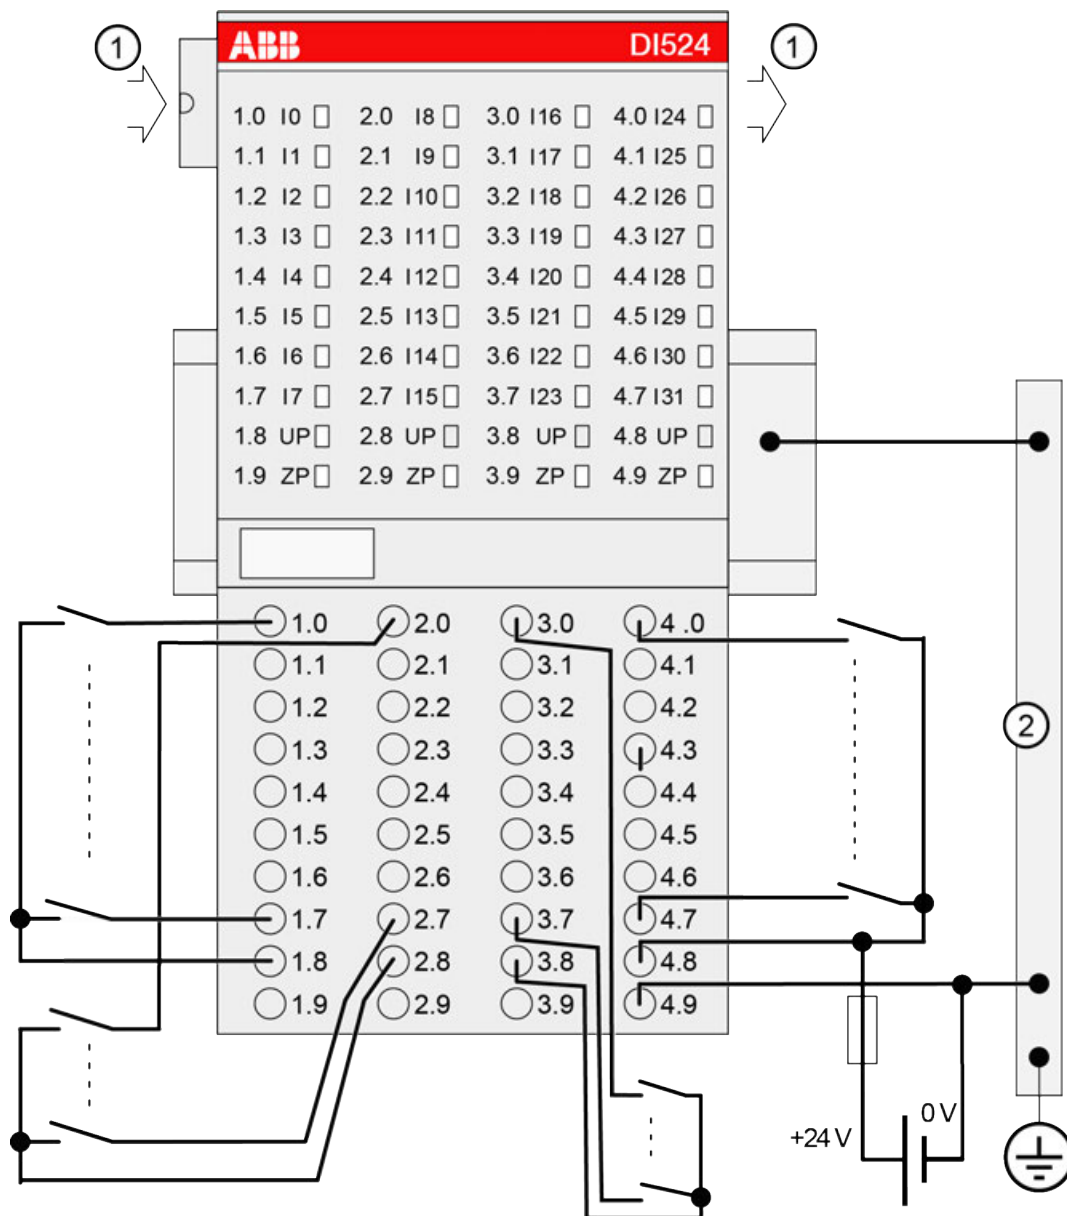 1 1
ABB DI524
1.0 I0 2.0 I8 3.0 I16 4.0 I24
1.1 I1 2.1 I9 3.1 I17 4.1 I25
1.2 I2 2.2 I10 3.2 I18 4.2 I26
1.3 I3 2.3 I11 3.3 I19 4.3 I27
1.4 I4 2.4 I12 3.4 I20 4.4 I28
1.5 I5 2.5 I13 3.5 I21 4.5 I29
1.6 I6 2.6 I14 3.6 I22 4.6 I30
1.7 I7 2.7 I15 3.7 I23 4.7 I31
1.8 UP 2.8 UP 3.8 UP 4.8 UP
1.9 ZP 2.9 ZP 3.9 ZP 4.9 ZP
1.0 2.0 3.0 4 .0
1.1 2.1 3.1 4.1
1.2 2.2 3.2 4.2
2
1.3 2.3 3.3 4.3
1.4 2.4 3.4 4.4
1.5 2.5 3.5 4.5
1.6 2.6 3.6 4.6
1.7 2.7 3.7 4.7
1.8 2.8 3.8 4.8
1.9 2.9 3.9 4.9
0 V
+24 V